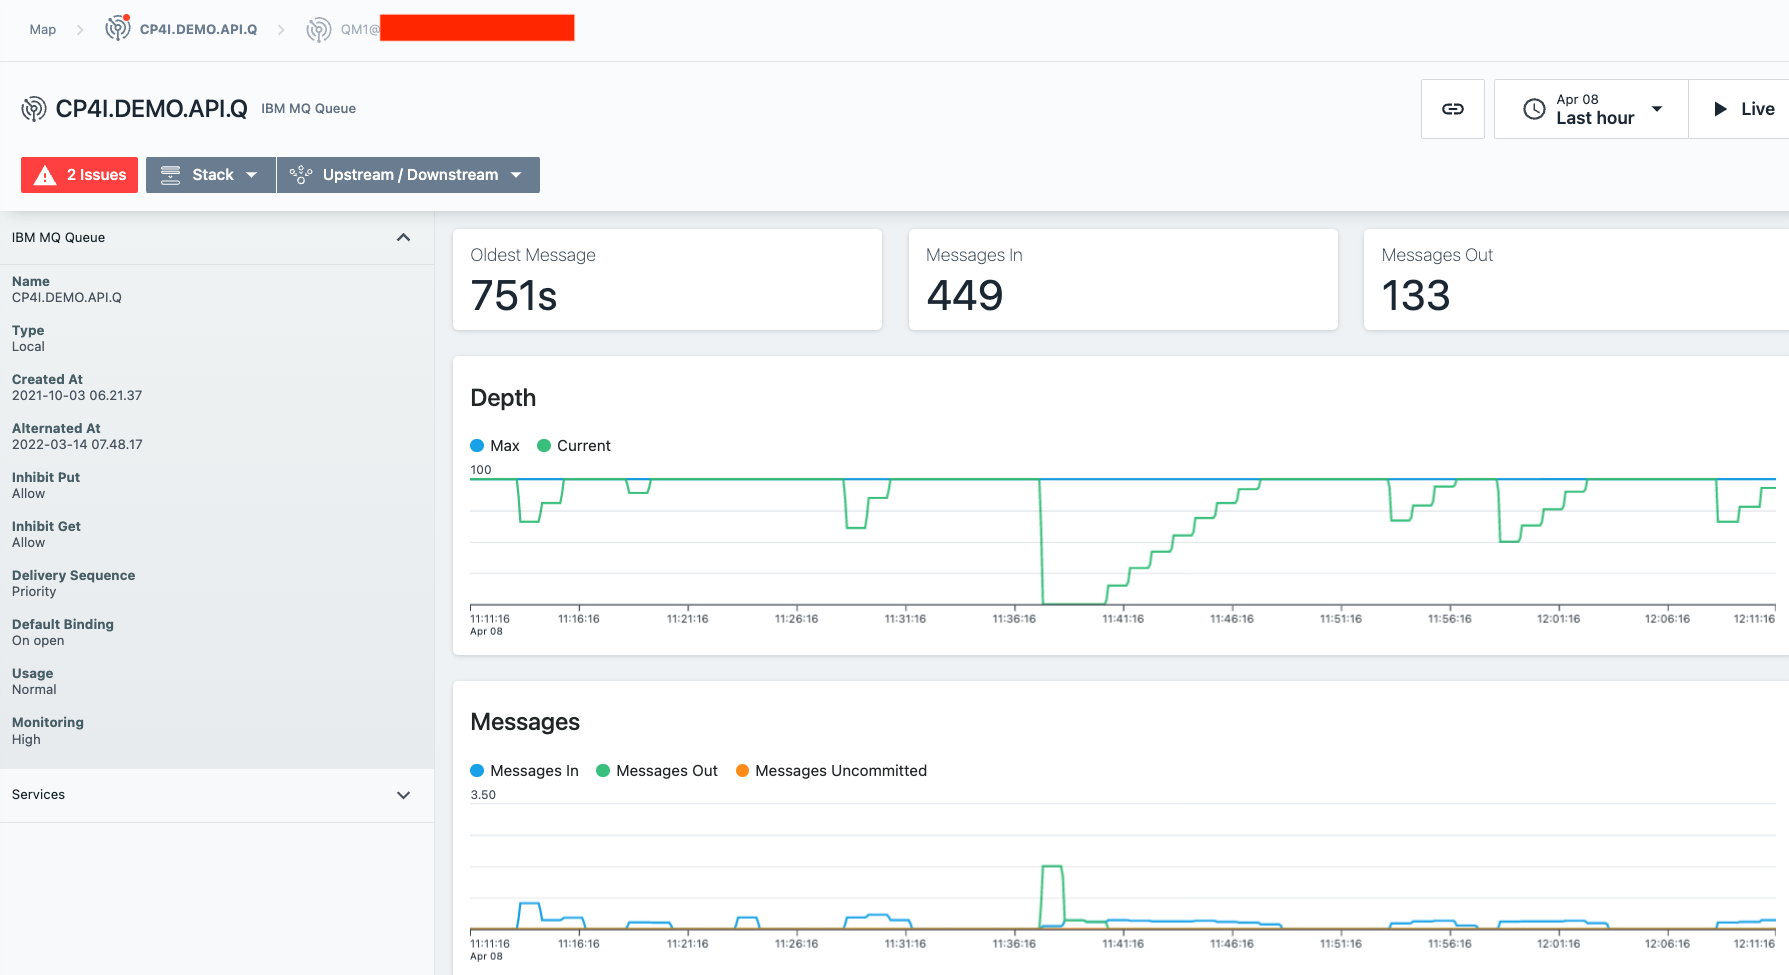 Map
CP4I.DEMO.API.Q
QM1@
CP4I.DEMO.API.Q IBM MQ Queue
Apr 08
Last hour
Live
2 Issues
Stack
Upstream / Downstream
IBM MQ Queue
Name
CP4I.DEMO.API.Q
Type
Local
Created At
2021-10-03 06.21.37
Alternated At
2022-03-14 07.48.17
Inhibit Put
Allow
Inhibit Get
Allow
Delivery Sequence
Priority
Default Binding
On open
Usage
Normal
Monitoring
High
Services
Oldest Message
751s
Messages In
449
Messages Out
133
Depth
Max Current
100
11:11:16 11:16:16 11:21:16 11:26:16 11:31:16 11:36:16 11:41:16 11:46:16 11:51:16 11:56:16 12:01:16 12:06:16 12:11:16
Apr 08
Messages
Messages In Messages Out Messages Uncommitted
3.50
11:11:16 11:16:16 11:21:16 11:26:16 11:31:16 11:36:16 11:41:16 11:46:16 11:51:16 11:56:16 12:01:16 12:06:16 12:11:16
Apr 08